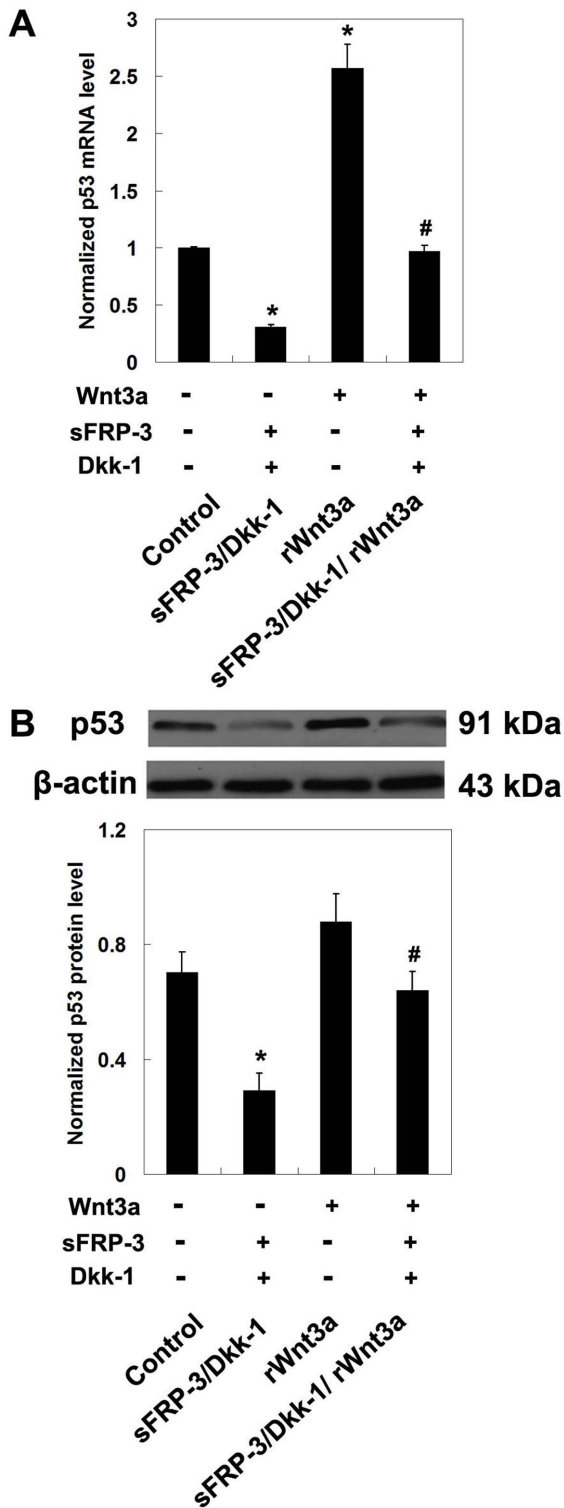 A
Normalized p53 mRNA level
3
2.5
2
1.5
1
0.5
0
*
*
#
Wnt3a - - + +
sFRP-3 - + - +
Dkk-1 - + - +
Control
sFRP-3/Dkk-1
rWnt3a
sFRP-3/Dkk-1/ rWnt3a
B
p53 91 kDa
β-actin 43 kDa
Normalized p53 protein level
1.2
0.8
0.4
0
*
#
Wnt3a - - + +
sFRP-3 - + - +
Dkk-1 - + - +
Control
sFRP-3/Dkk-1
rWnt3a
sFRP-3/Dkk-1/ rWnt3a